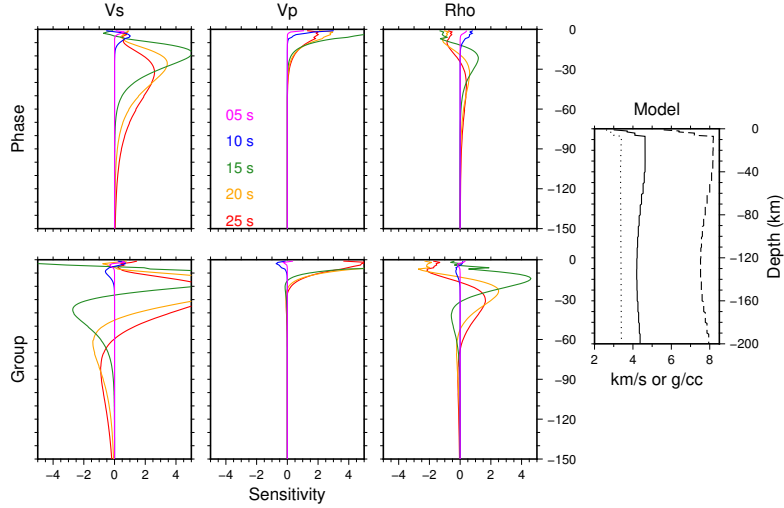 Vs Vp Rho
Phase
0
−30
−60
−90
−120
−150
05 s
10 s
15 s
20 s
25 s
Group
0
−30
−60
−90
−120
−150
−4 −2 0 2 4
−4 −2 0 2 4
−4 −2 0 2 4
Sensitivity
Model
0
−40
−80
−120
−160
−200
Depth (km)
2 4 6 8
km/s or g/cc